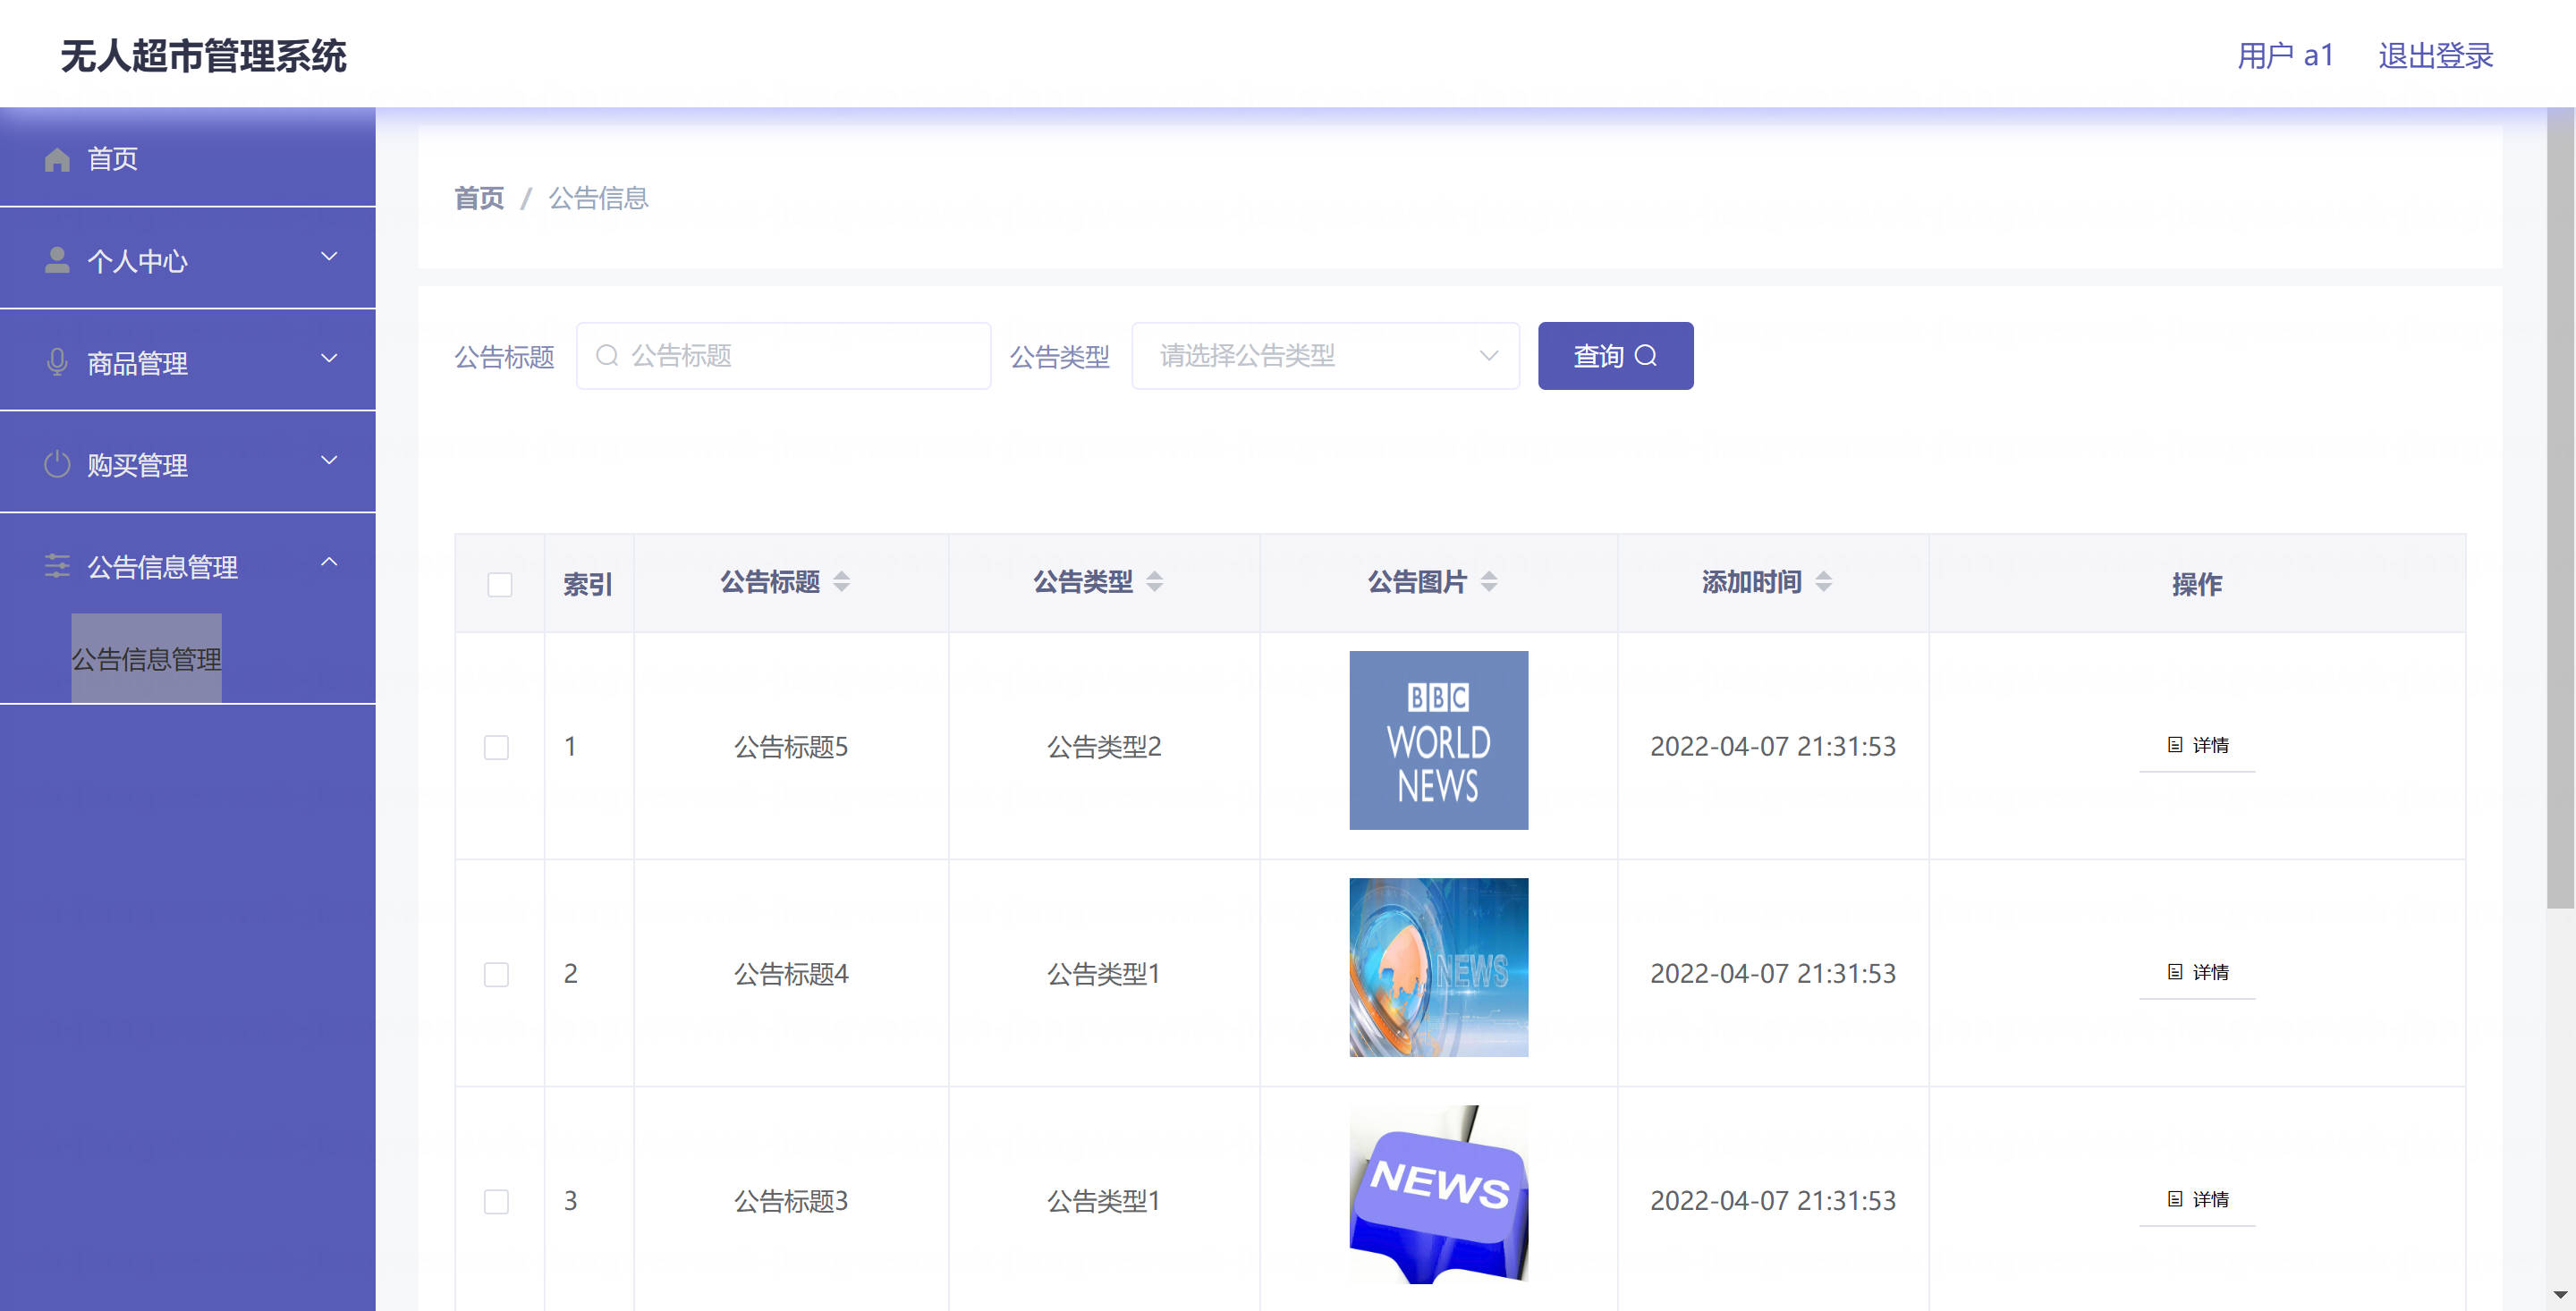 无人超市管理系统
用户 a1 退出登录
首页
个人中心
商品管理
购买管理
公告信息管理
公告信息管理
首页 / 公告信息
公告标题 公告标题 公告类型 请选择公告类型 查询
索引 公告标题 公告类型 公告图片 添加时间 操作
1 公告标题5 公告类型2 2022-04-07 21:31:53 详情
BBC
WORLD
NEWS
2 公告标题4 公告类型1 2022-04-07 21:31:53 详情
NEWS
3 公告标题3 公告类型1 2022-04-07 21:31:53 详情
NEWS